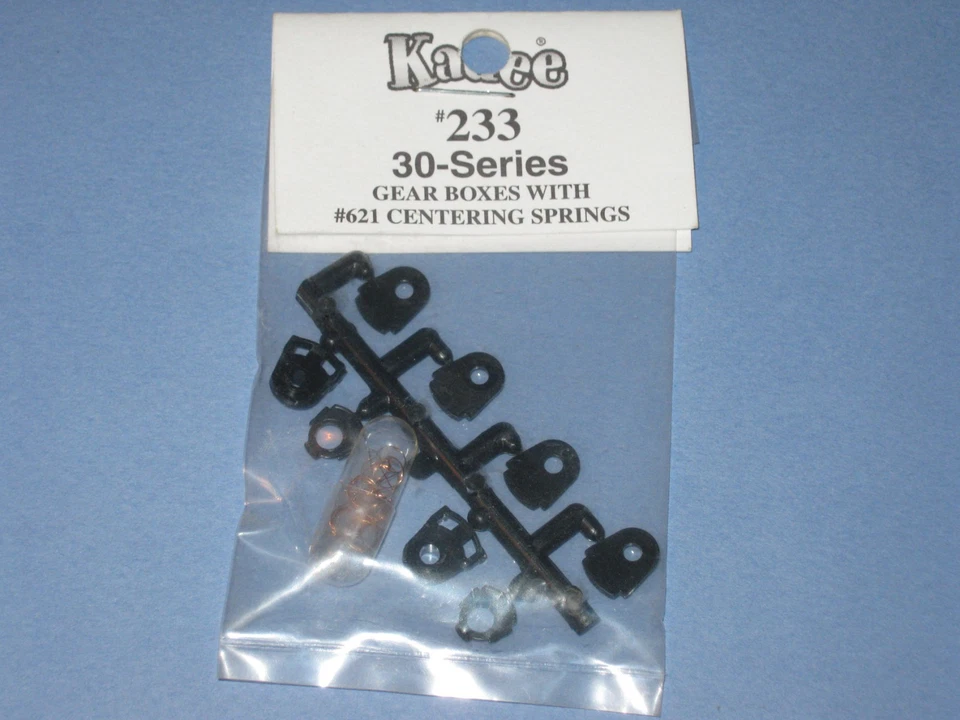 Kadee®
#233
30-Series
GEAR BOXES WITH
#621 CENTERING SPRINGS